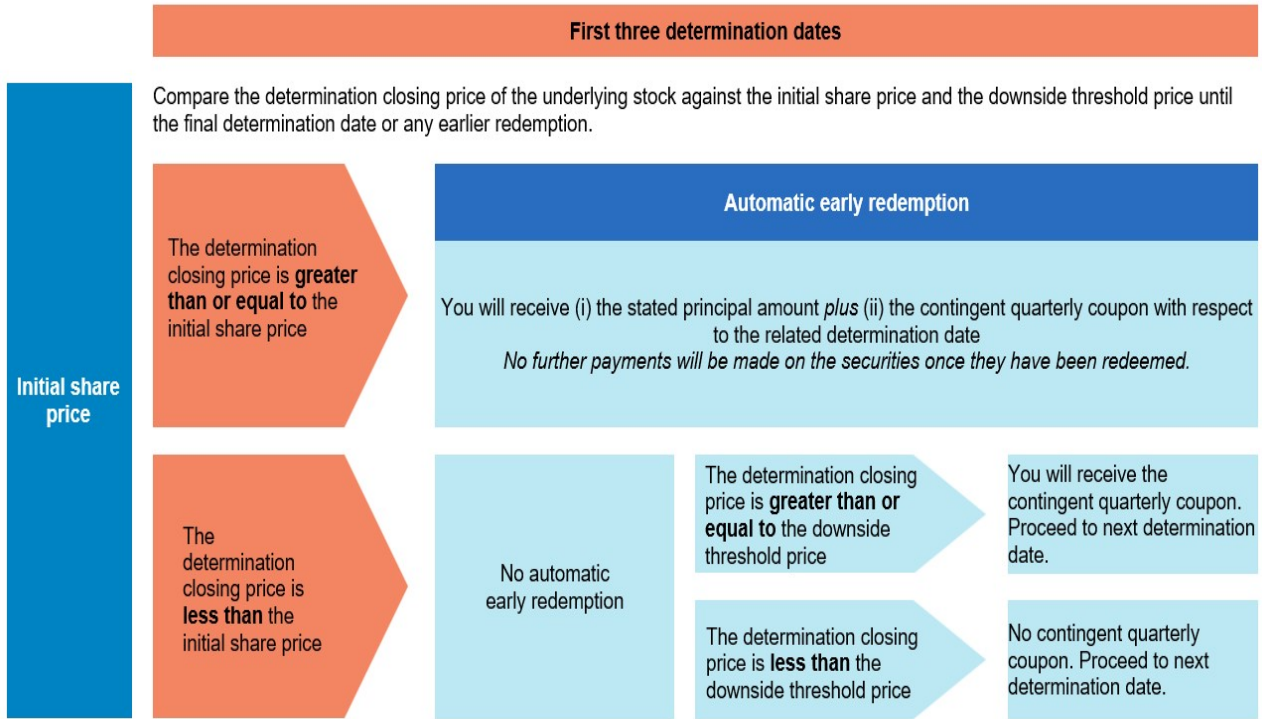 First three determination dates
Compare the determination closing price of the underlying stock against the initial share price and the downside threshold price until
the final determination date or any earlier redemption.
Initial share
price
The determination
closing price is greater
than or equal to the
initial share price
Automatic early redemption
You will receive (i) the stated principal amount plus (ii) the contingent quarterly coupon with respect
to the related determination date
No further payments will be made on the securities once they have been redeemed.
The
determination
closing price is
less than the
initial share price
No automatic
early redemption
The determination closing
price is greater than or
equal to the downside
threshold price
You will receive the
contingent quarterly coupon.
Proceed to next determination
date.
The determination closing
price is less than the
downside threshold price
No contingent quarterly
coupon. Proceed to next
determination date.